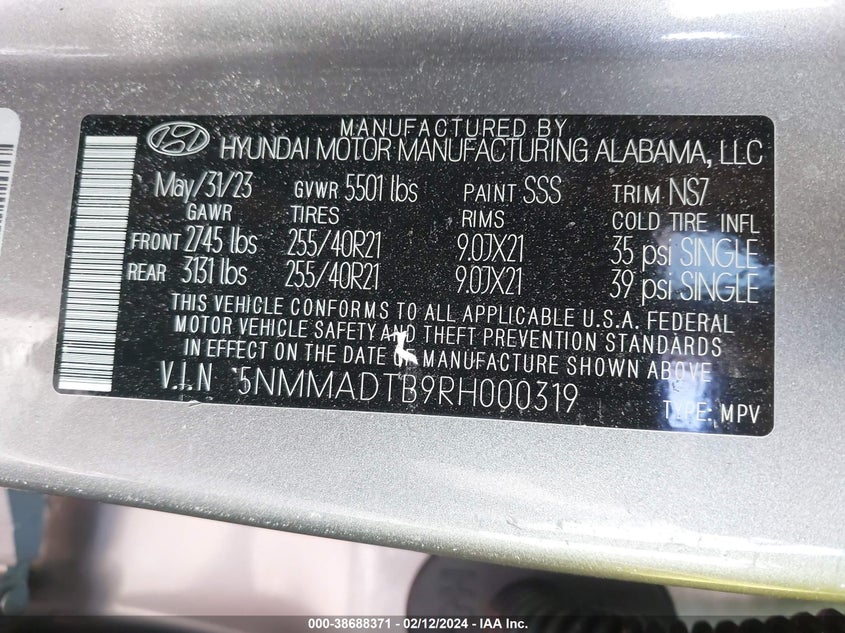 MANUFACTURED BY
HYUNDAI MOTOR MANUFACTURING ALABAMA, LLC
May/31/23 GVWR 5501 lbs PAINT SSS TRIM NS7
GAWR TIRES RIMS COLD TIRE INFL
FRONT 2745 lbs 255/40R21 9.0JX21 35 psi SINGLE
REAR 3131 lbs 255/40R21 9.0JX21 39 psi SINGLE
THIS VEHICLE CONFORMS TO ALL APPLICABLE U.S.A. FEDERAL
MOTOR VEHICLE SAFETY AND THEFT PREVENTION STANDARDS
IN EFFECT ON THE DATE OF MANUFACTURE SHOWN ABOVE
V.I.N 5NMMADTB9RH000319
TYPE: MPV
000-38688371 - 02/12/2024 - IAA Inc.